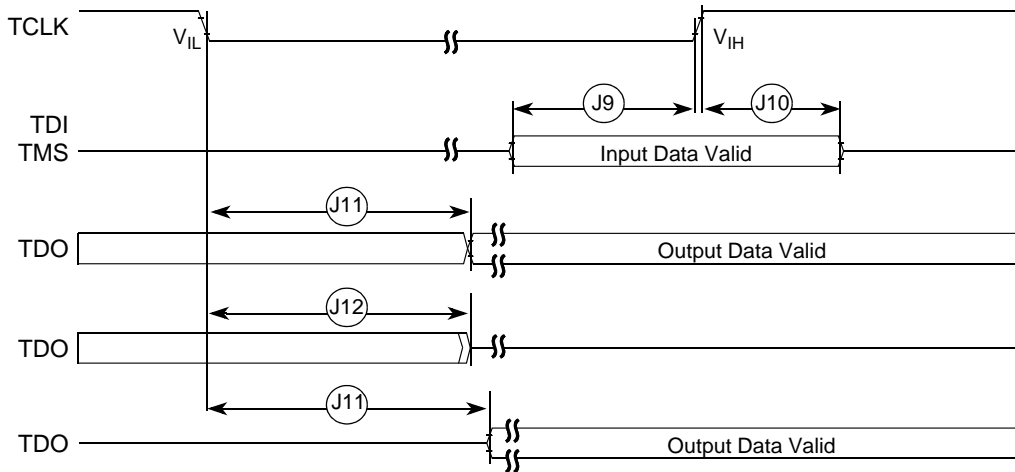 TCLK
VIL
VIH
J9
J10
TDI
TMS
Input Data Valid
J11
TDO
Output Data Valid
J12
TDO
J11
TDO
Output Data Valid